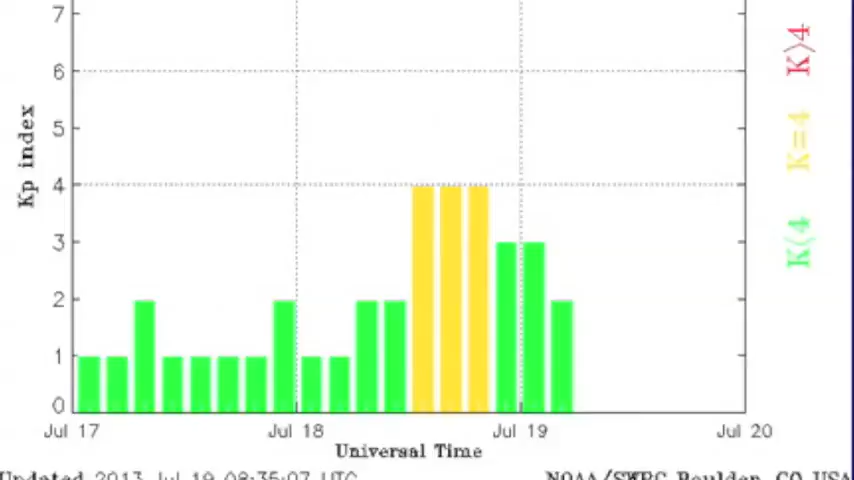 7
6
5
4
3
2
1
0
Kp index
Jul 17 Jul 18 Jul 19 Jul 20
Universal Time
Updated 2013 Jul 19 08:35:07 UTC
NOAA/SWPC Boulder, CO USA
K>4
K=4
K<4